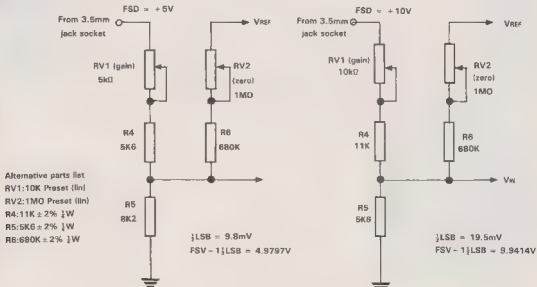 FSD = +5V
From 3.5mm
jack socket
VREF
RV1 (gain)
5kΩ
RV2
(zero)
1MΩ
R4
5K6
R6
680K
R5
8K2
½LSB = 9.8mV
FSV – 1½LSB = 4.9797V
Alternative parts list
RV1:10K Preset (lin)
RV2:1MΩ Preset (lin)
R4:11K ± 2% ¼W
R5:5K6 ± 2% ¼W
R6:680K ± 2% ¼W
FSD = +10V
From 3.5mm
jack socket
VREF
RV1 (gain)
10kΩ
RV2
(zero)
1MΩ
R4
11K
R6
680K
VIN
R5
5K6
½LSB = 19.5mV
FSV – 1½LSB = 9.9414V